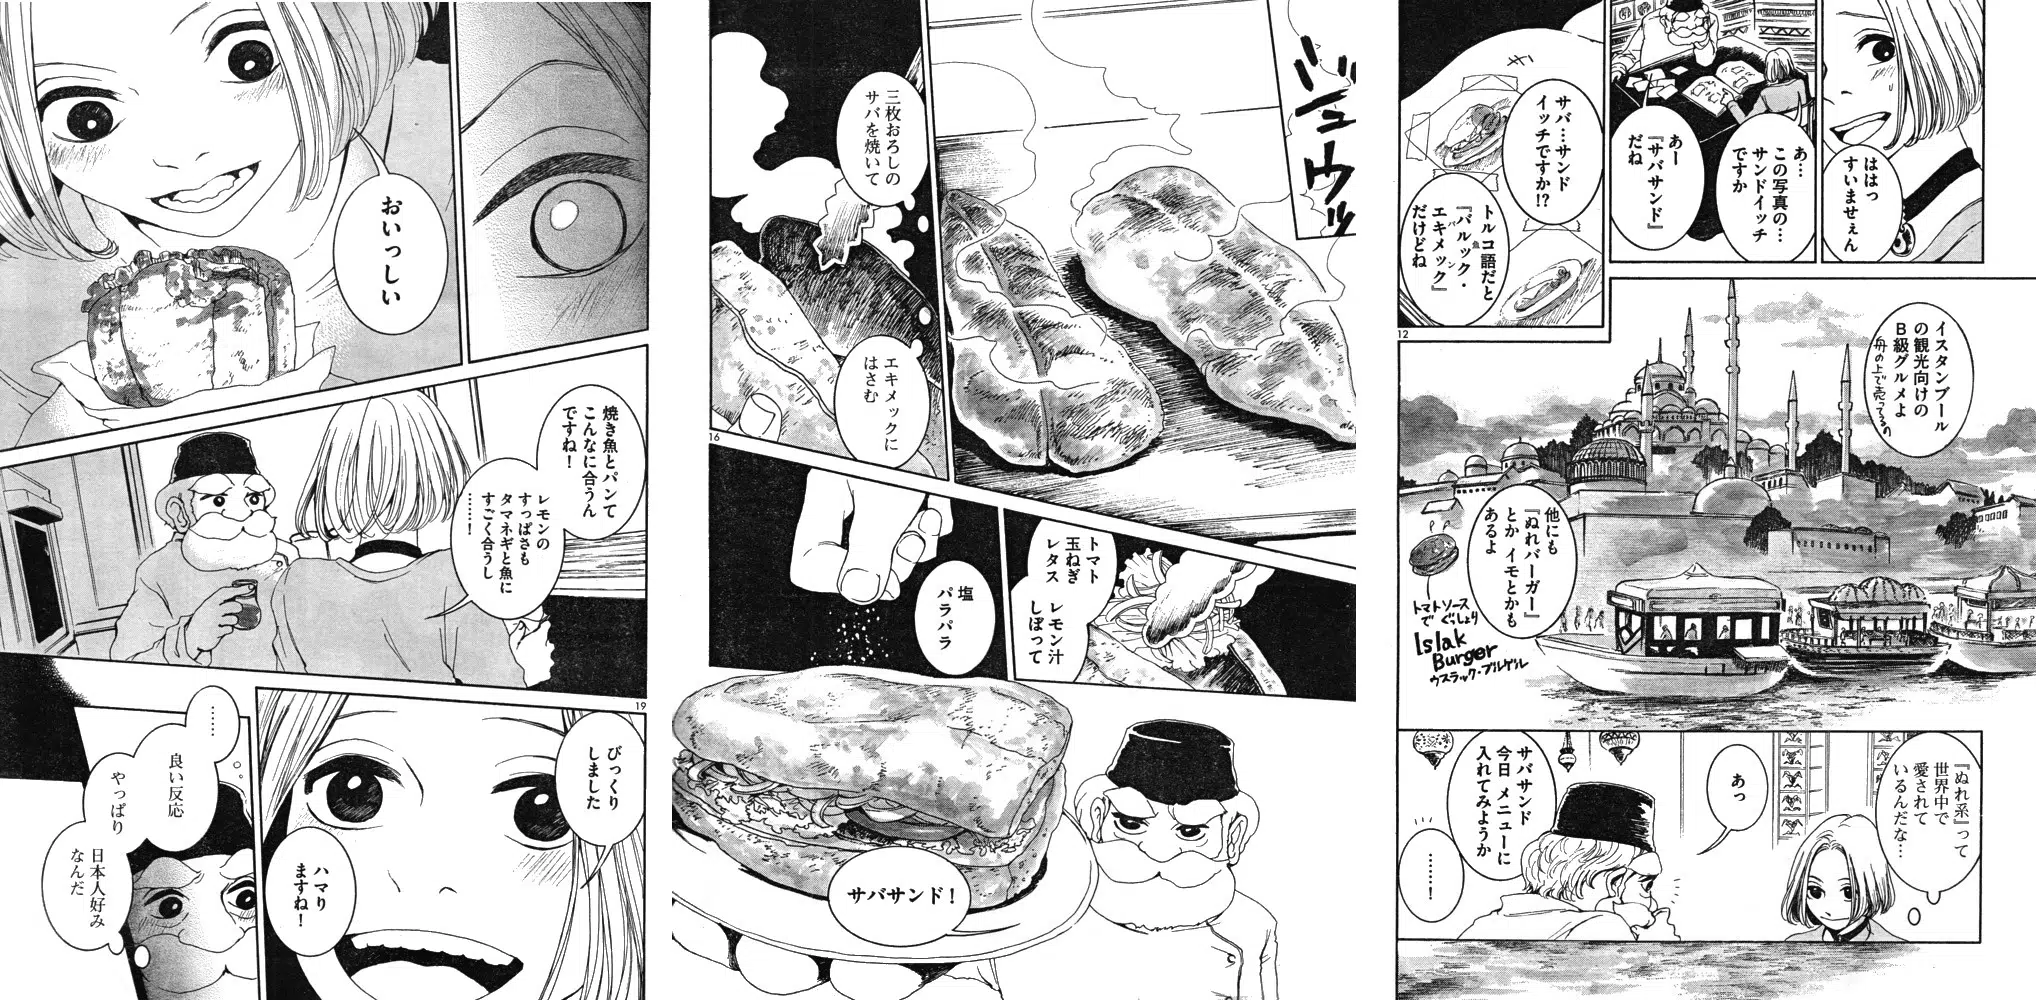 ははっ
すいませぇん
あ…
この写真の…
サンドイッチ
ですか
あー
『サバサンド』
だね
サバ…サンド
イッチですか!?
トルコ語だと
『バルック・
魚
エキメック』
パン
だけどね
12
イスタンブール
の観光向けの
B級グルメよ
舟の上で売ってるの
他にも
『ぬれバーガー』
とか イモとかも
あるよ
トマトソース
で ぐっしょり
Islak
Burger
ウスラック・ブルゲル
『ぬれ系』って
世界中で
愛されて
いるんだな…
あっ
サバサンド
今日 メニューに
入れてみようか
……!
ジュウッ
三枚おろしの
サバを焼いて
エキメックに
はさむ
16
トマト
玉ねぎ
レタス
レモン汁
しぼって
塩
パラパラ
サバサンド!
おいっしい
焼き魚とパンて
こんなに合うん
ですね!
レモンの
すっぱさも
タマネギと魚に
すごく合うし
……!
19
びっくり
しました
ハマり
ますね!
……
良い反応
やっぱり
日本人好み
なんだ